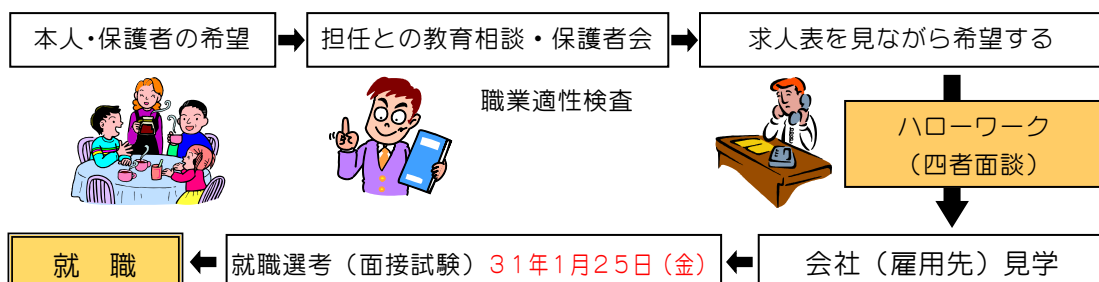 本人・保護者の希望
担任との教育相談・保護者会
求人表を見ながら希望する
職業適性検査
ハローワーク
（四者面談）
会社（雇用先）見学
就職選考（面接試験）３１年１月２５日（金）
就　職